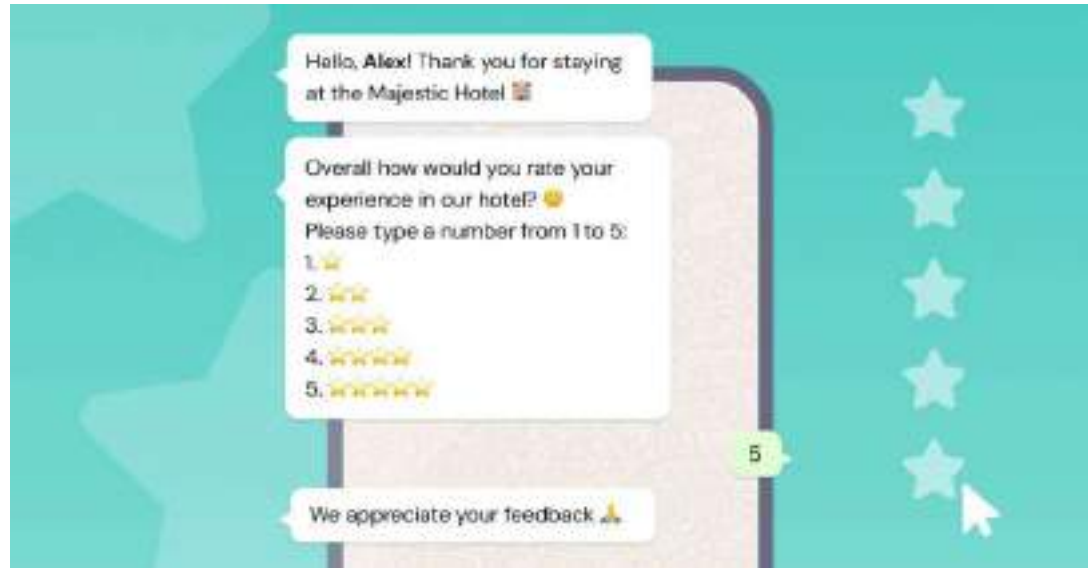 Hello, Alex! Thank you for staying
at the Majestic Hotel 🏨
Overall how would you rate your
experience in our hotel? 😊
Please type a number from 1 to 5:
1. ⭐
2. ⭐⭐
3. ⭐⭐⭐
4. ⭐⭐⭐⭐
5. ⭐⭐⭐⭐⭐
5
We appreciate your feedback 🙏